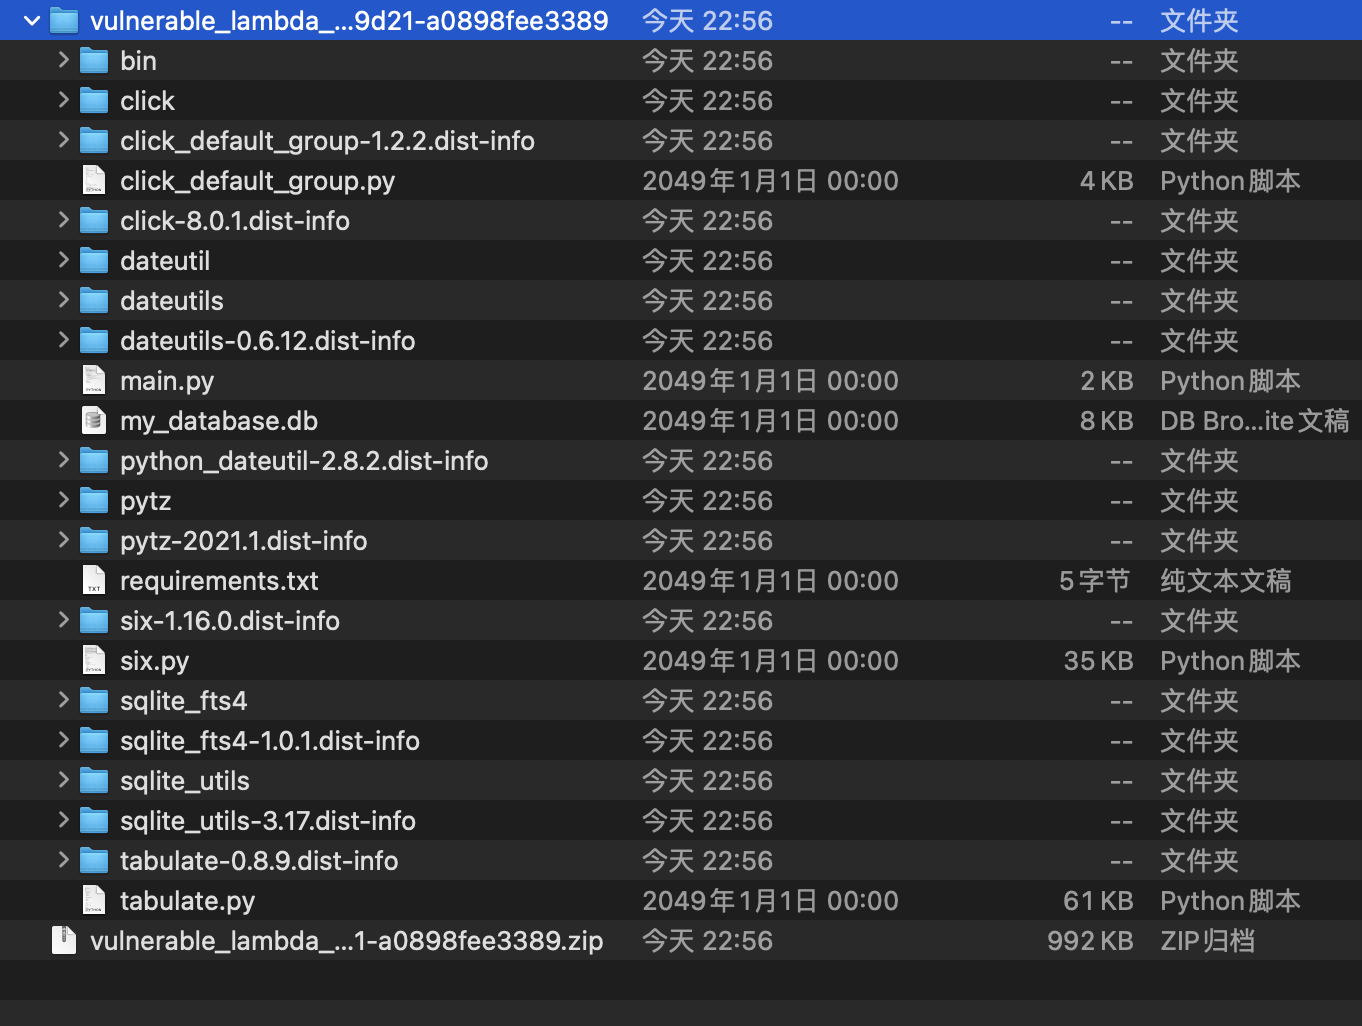 vulnerable_lambda_...9d21-a0898fee3389 今天 22:56 -- 文件夹
bin 今天 22:56 -- 文件夹
click 今天 22:56 -- 文件夹
click_default_group-1.2.2.dist-info 今天 22:56 -- 文件夹
click_default_group.py 2049年1月1日 00:00 4 KB Python脚本
click-8.0.1.dist-info 今天 22:56 -- 文件夹
dateutil 今天 22:56 -- 文件夹
dateutils 今天 22:56 -- 文件夹
dateutils-0.6.12.dist-info 今天 22:56 -- 文件夹
main.py 2049年1月1日 00:00 2 KB Python脚本
my_database.db 2049年1月1日 00:00 8 KB DB Bro...ite文稿
python_dateutil-2.8.2.dist-info 今天 22:56 -- 文件夹
pytz 今天 22:56 -- 文件夹
pytz-2021.1.dist-info 今天 22:56 -- 文件夹
requirements.txt 2049年1月1日 00:00 5字节 纯文本文稿
six-1.16.0.dist-info 今天 22:56 -- 文件夹
six.py 2049年1月1日 00:00 35 KB Python脚本
sqlite_fts4 今天 22:56 -- 文件夹
sqlite_fts4-1.0.1.dist-info 今天 22:56 -- 文件夹
sqlite_utils 今天 22:56 -- 文件夹
sqlite_utils-3.17.dist-info 今天 22:56 -- 文件夹
tabulate-0.8.9.dist-info 今天 22:56 -- 文件夹
tabulate.py 2049年1月1日 00:00 61 KB Python脚本
vulnerable_lambda_...1-a0898fee3389.zip 今天 22:56 992 KB ZIP归档